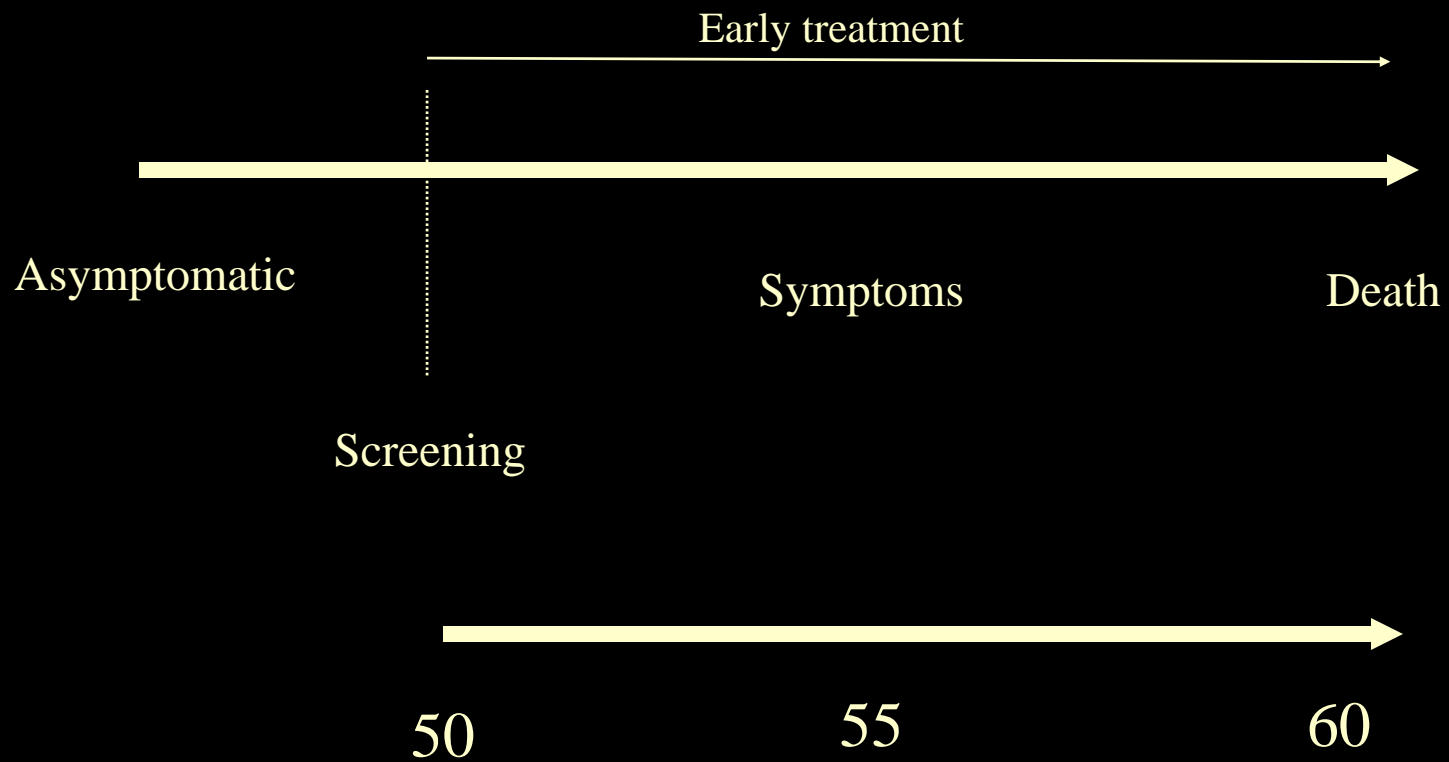 Early treatment
Asymptomatic
Symptoms
Death
Screening
50
55
60